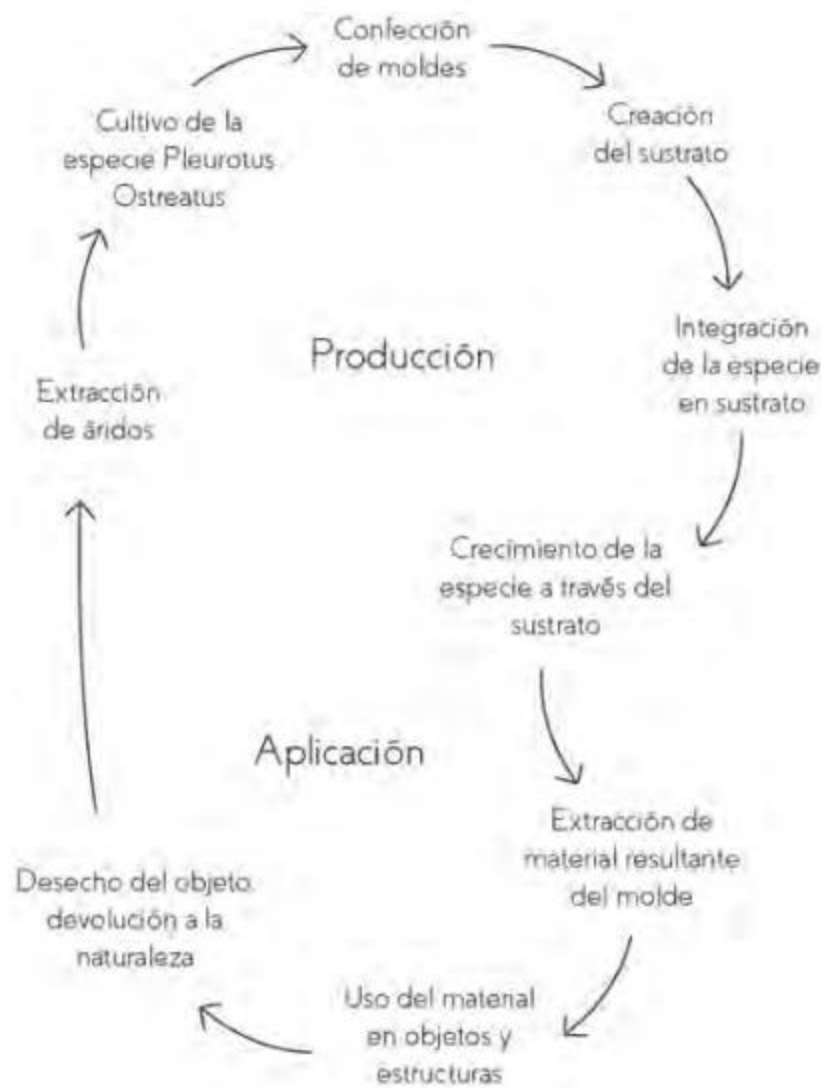 Confección
de moldes
Creación
del sustrato
Integración
de la especie
en sustrato
Crecimiento de la
especie a través del
sustrato
Extracción de
material resultante
del molde
Uso del material
en objetos y
estructuras
Desecho del objeto,
devolución a la
naturaleza
Extracción
de áridos
Cultivo de la
especie Pleurotus
Ostreatus
Producción
Aplicación